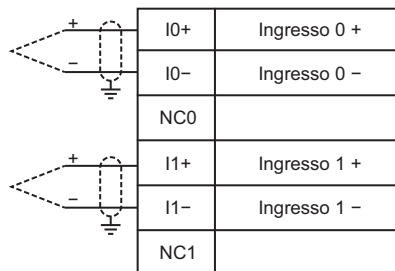 + I0+ Ingresso 0 +
− I0− Ingresso 0 −
NC0
+ I1+ Ingresso 1 +
− I1− Ingresso 1 −
NC1